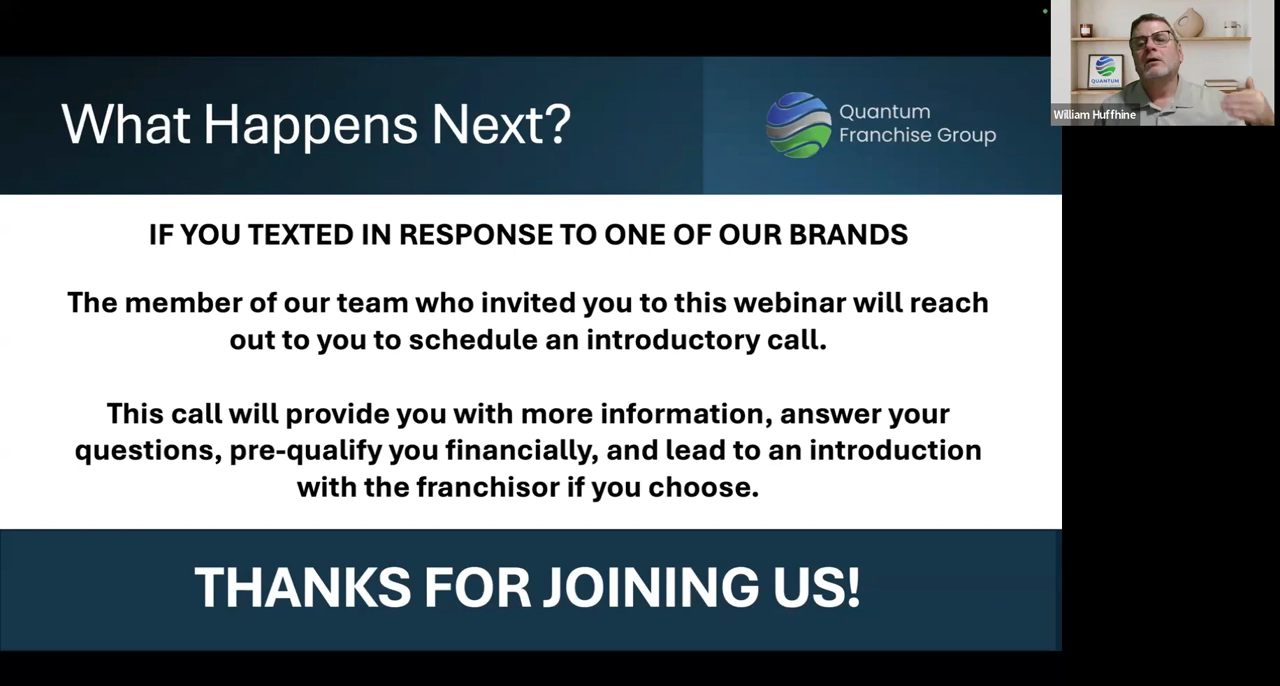 What Happens Next?
Quantum
Franchise Group
QUANTUM
William Huffhine
IF YOU TEXTED IN RESPONSE TO ONE OF OUR BRANDS
The member of our team who invited you to this webinar will reach
out to you to schedule an introductory call.
This call will provide you with more information, answer your
questions, pre-qualify you financially, and lead to an introduction
with the franchisor if you choose.
THANKS FOR JOINING US!